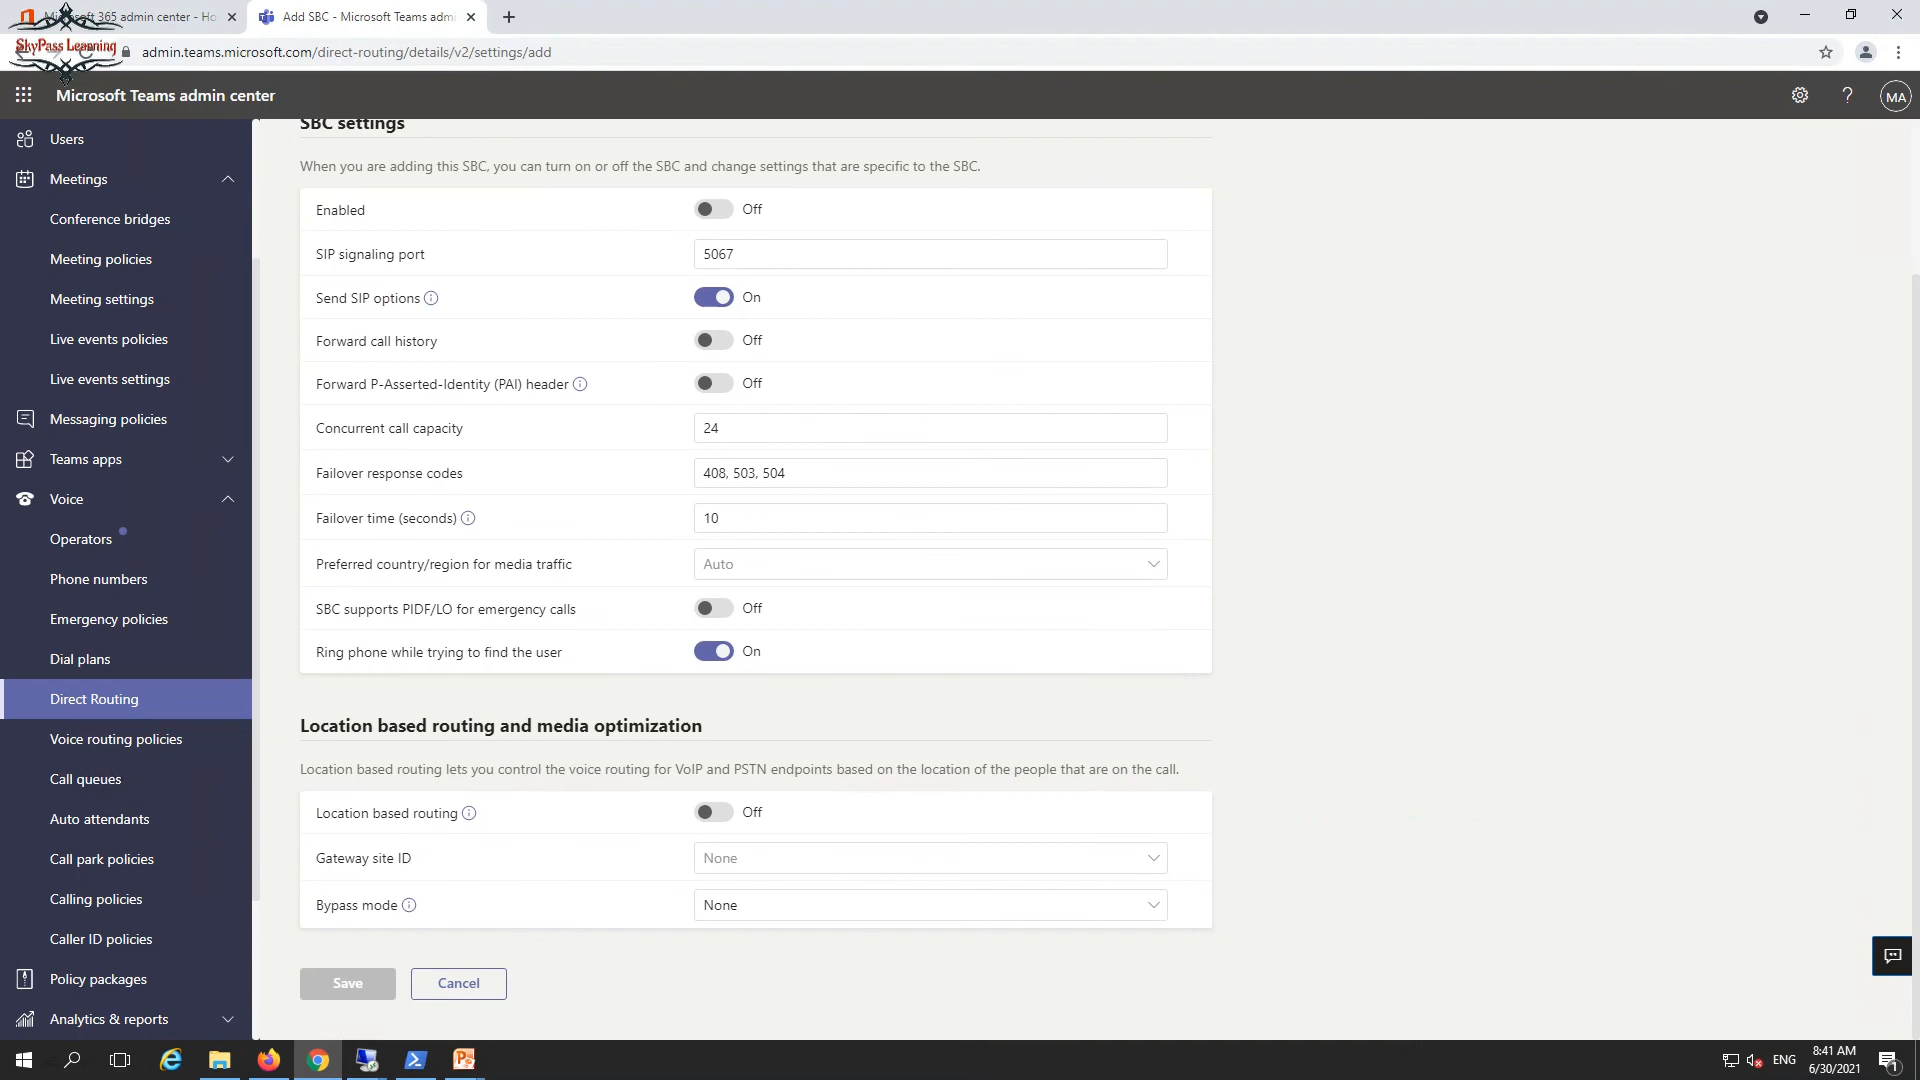 Microsoft 365 admin center - Ho
Add SBC - Microsoft Teams admi
SkyPass Learning
admin.teams.microsoft.com/direct-routing/details/v2/settings/add
Microsoft Teams admin center
MA
Users
Meetings
Conference bridges
Meeting policies
Meeting settings
Live events policies
Live events settings
Messaging policies
Teams apps
Voice
Operators
Phone numbers
Emergency policies
Dial plans
Direct Routing
Voice routing policies
Call queues
Auto attendants
Call park policies
Calling policies
Caller ID policies
Policy packages
Analytics & reports
SBC settings
When you are adding this SBC, you can turn on or off the SBC and change settings that are specific to the SBC.
Enabled Off
SIP signaling port 5067
Send SIP options On
Forward call history Off
Forward P-Asserted-Identity (PAI) header Off
Concurrent call capacity 24
Failover response codes 408, 503, 504
Failover time (seconds) 10
Preferred country/region for media traffic Auto
SBC supports PIDF/LO for emergency calls Off
Ring phone while trying to find the user On
Location based routing and media optimization
Location based routing lets you control the voice routing for VoIP and PSTN endpoints based on the location of the people that are on the call.
Location based routing Off
Gateway site ID None
Bypass mode None
Save Cancel
ENG
8:41 AM
6/30/2021
1